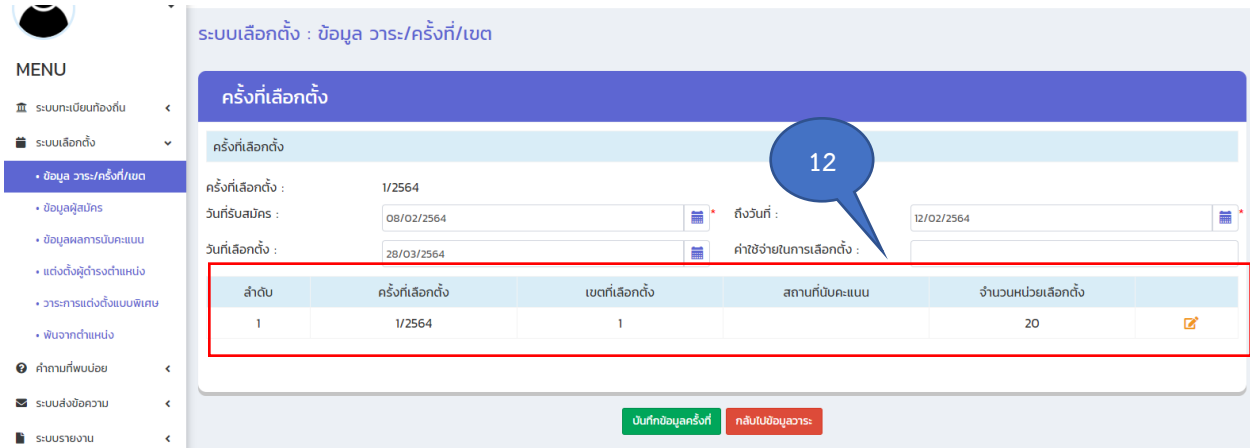 ระบบเลือกตั้ง : ข้อมูล วาระ/ครั้งที่/เขต
MENU
ระบบทะเบียนท้องถิ่น
ระบบเลือกตั้ง
• ข้อมูล วาระ/ครั้งที่/เขต
• ข้อมูลผู้สมัคร
• ข้อมูลผลการนับคะแนน
• แต่งตั้งผู้ดำรงตำแหน่ง
• วาระการแต่งตั้งแบบพิเศษ
• พ้นจากตำแหน่ง
คำถามที่พบบ่อย
ระบบส่งข้อความ
ระบบรายงาน
ครั้งที่เลือกตั้ง
ครั้งที่เลือกตั้ง
12
ครั้งที่เลือกตั้ง : 1/2564
วันที่รับสมัคร : 08/02/2564 * ถึงวันที่ : 12/02/2564 *
วันที่เลือกตั้ง : 28/03/2564 ค่าใช้จ่ายในการเลือกตั้ง :
ลำดับ ครั้งที่เลือกตั้ง เขตที่เลือกตั้ง สถานที่นับคะแนน จำนวนหน่วยเลือกตั้ง
1 1/2564 1 20
บันทึกข้อมูลครั้งที่ กลับไปข้อมูลวาระ